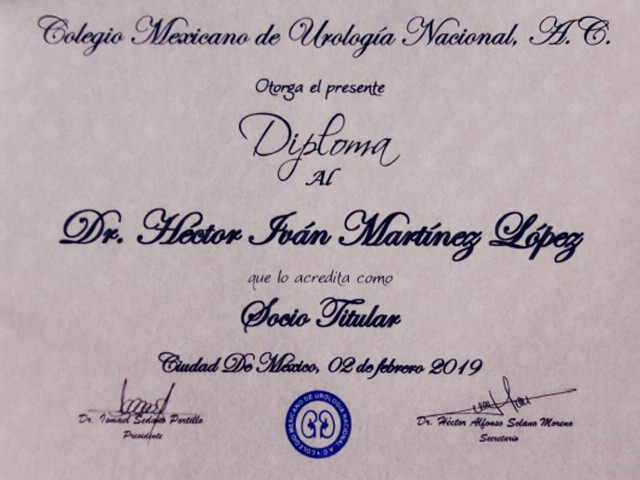 Colegio Mexicano de Urología Nacional, A.C.
Otorga el presente
Diploma
Al
Dr. Héctor Iván Martínez López
que lo acredita como
Socio Titular
Ciudad De México, 02 de febrero 2019
Dr. Ismael Sedano Portillo
Presidente
COLEGIO MEXICANO DE UROLOGIA NACIONAL, A.C.
Dr. Héctor Alfonso Solano Moreno
Secretario